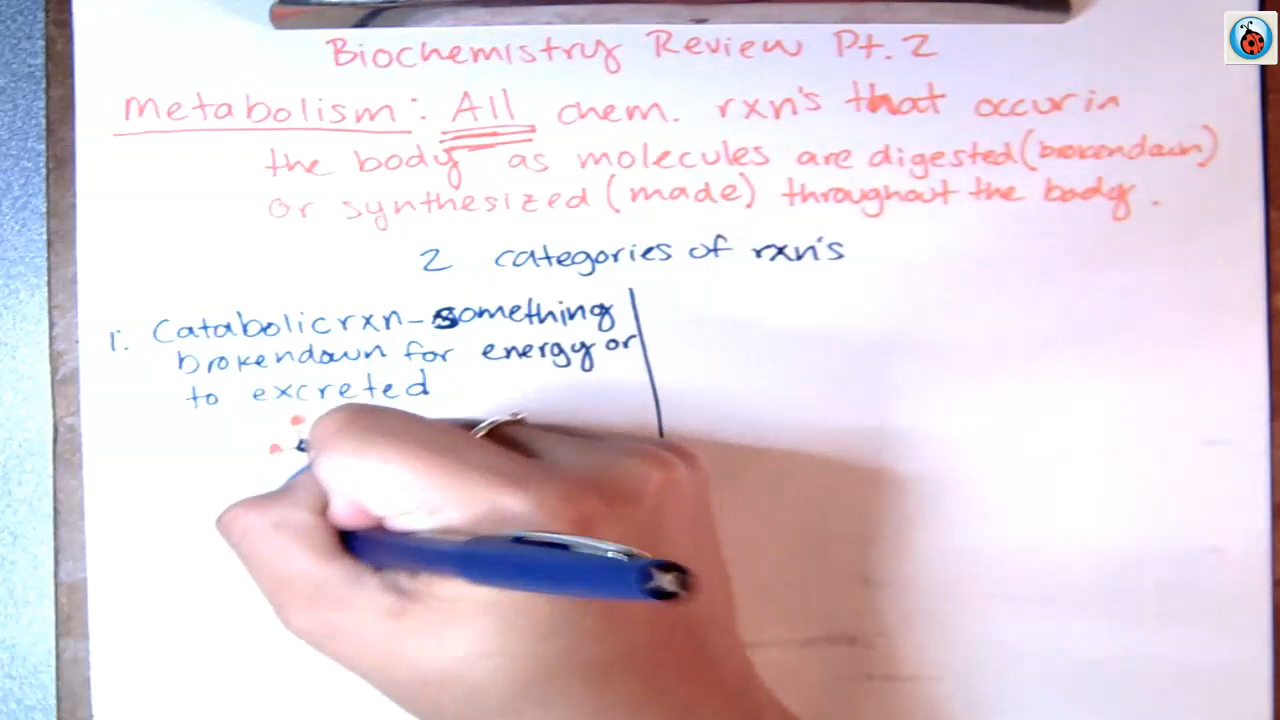 Biochemistry Review Pt. 2
Metabolism: All chem. rxn's that occur in
the body as molecules are digested (brokendown)
or synthesized (made) throughout the body.
2 categories of rxn's
1. Catabolic rxn - something
brokendown for energy or
to excreted